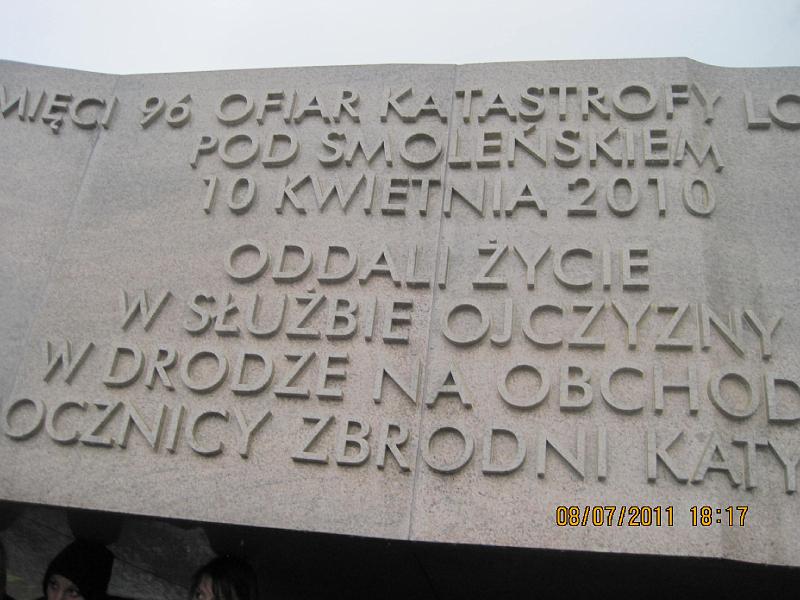 MIĘCI 96 OFIAR KATASTROFY LO
POD SMOLEŃSKIEM
10 KWIETNIA 2010
ODDALI ŻYCIE
W SŁUŻBIE OJCZYZNY
W DRODZE NA OBCHOD
OCZNICY ZBRODNI KATY
08/07/2011 18:17